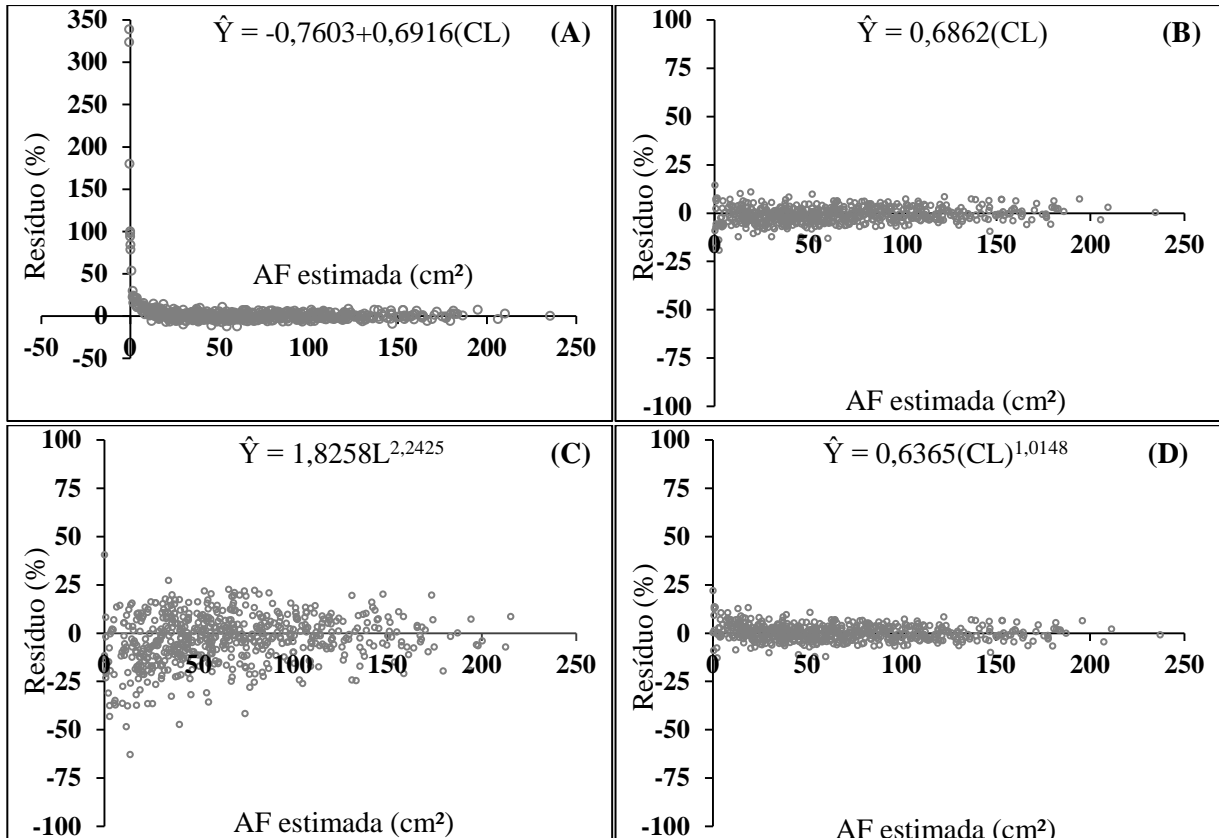 Ŷ = -0,7603+0,6916(CL)
(A)
350
300
250
200
150
100
50
0
-50
Resíduo (%)
AF estimada (cm²)
-50 0 50 100 150 200 250
Ŷ = 0,6862(CL)
(B)
100
75
50
25
0
-25
-50
-75
-100
Resíduo (%)
0 50 100 150 200 250
AF estimada (cm²)
Ŷ = 1,8258L^2,2425
(C)
100
75
50
25
0
-25
-50
-75
-100
Resíduo (%)
0 50 100 150 200 250
AF estimada (cm²)
Ŷ = 0,6365(CL)^1,0148
(D)
100
75
50
25
0
-25
-50
-75
-100
Resíduo (%)
0 50 100 150 200 250
AF estimada (cm²)